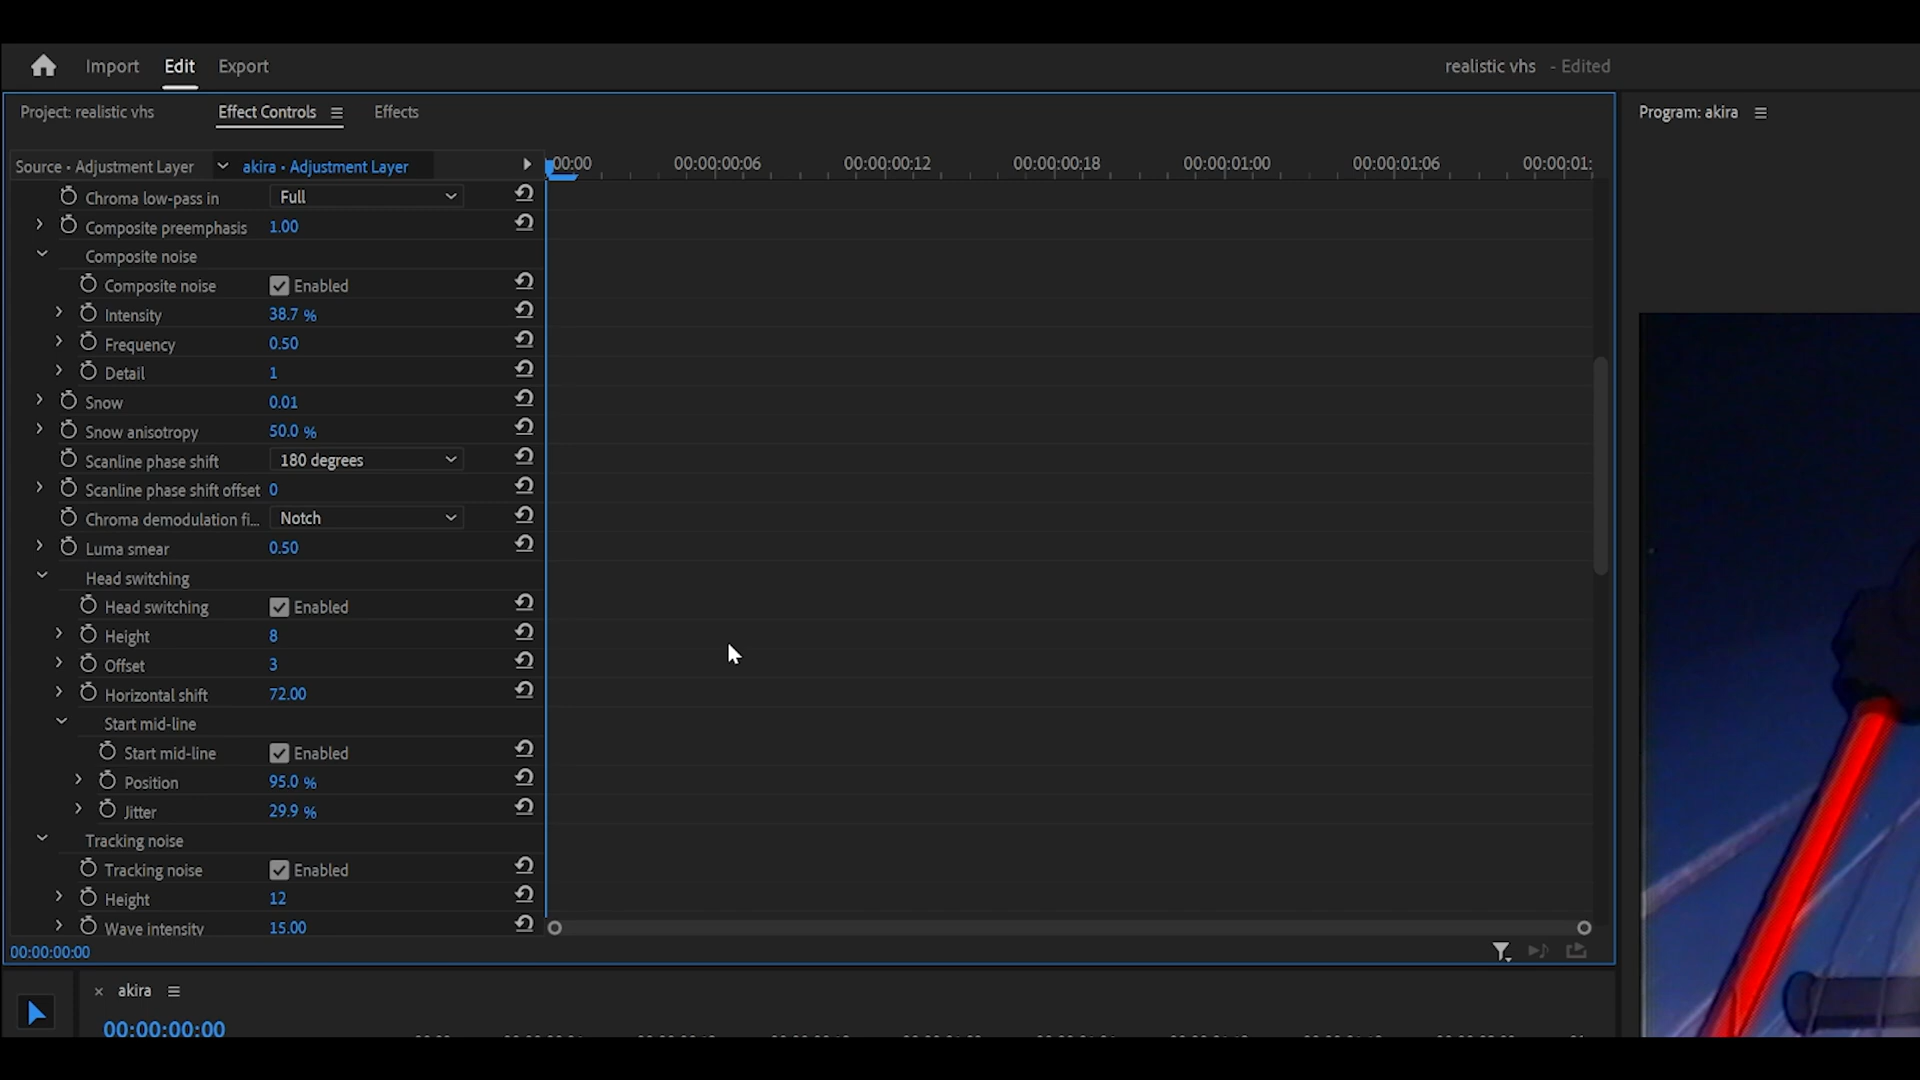 Import Edit Export realistic vhs - Edited
Project: realistic vhs Effect Controls Effects Program: akira
Source • Adjustment Layer akira • Adjustment Layer :00:00 00:00:00:06 00:00:00:12 00:00:00:18 00:00:01:00 00:00:01:06 00:00:01:
Chroma low-pass in Full
Composite preemphasis 1.00
Composite noise
Composite noise Enabled
Intensity 38.7 %
Frequency 0.50
Detail 1
Snow 0.01
Snow anisotropy 50.0 %
Scanline phase shift 180 degrees
Scanline phase shift offset 0
Chroma demodulation fi... Notch
Luma smear 0.50
Head switching
Head switching Enabled
Height 8
Offset 3
Horizontal shift 72.00
Start mid-line
Start mid-line Enabled
Position 95.0 %
Jitter 29.9 %
Tracking noise
Tracking noise Enabled
Height 12
Wave intensity 15.00
00:00:00:00
× akira
00:00:00:00